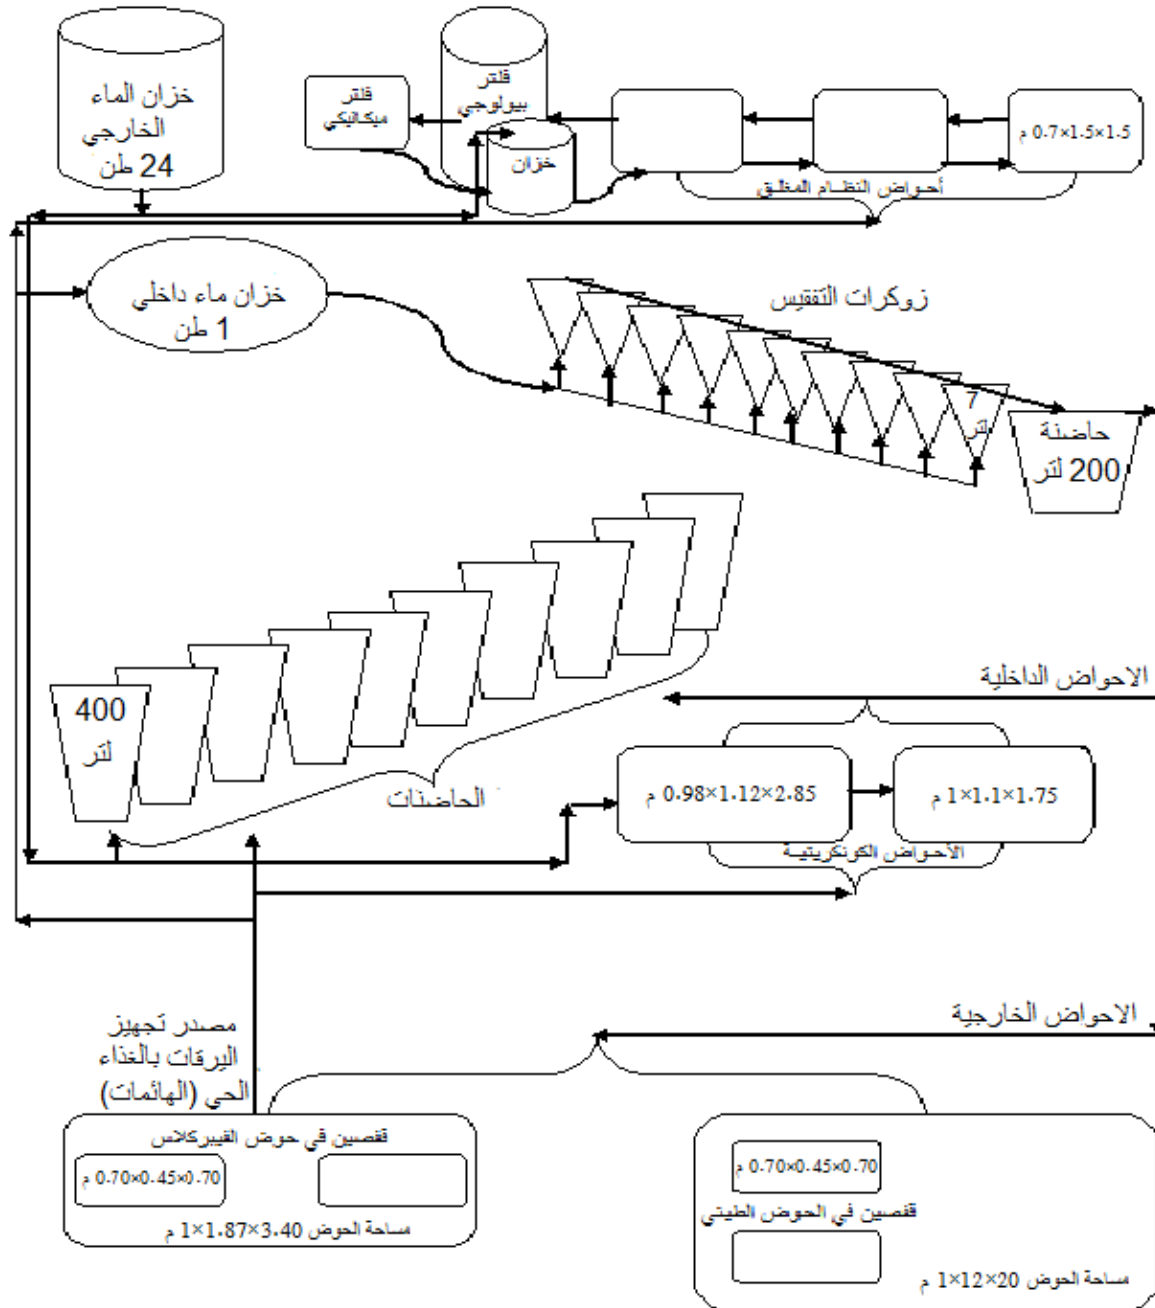 خزان الماء
الخارجي
24 طن
فلتر
ميكانيكي
فلتر
بيولوجي
خزان
0.7×1.5×1.5 م
أحواض النظام المغلق
خزان ماء داخلي
1 طن
زوكرات التفقيس
7
لتر
حاضنة
200 لتر
400
لتر
الحاضنات
الاحواض الداخلية
0.98×1.12×2.85 م
1×1.1×1.75 م
الأحواض الكونكريتية
الاحواض الخارجية
مصدر تجهيز
اليرقات بالغذاء
الحي (الهائمات)
قفصين في حوض الفيبركلاس
0.70×0.45×0.70 م
مساحة الحوض 3.40×1.87×1 م
0.70×0.45×0.70 م
قفصين في الحوض الطيني
مساحة الحوض 20×12×1 م